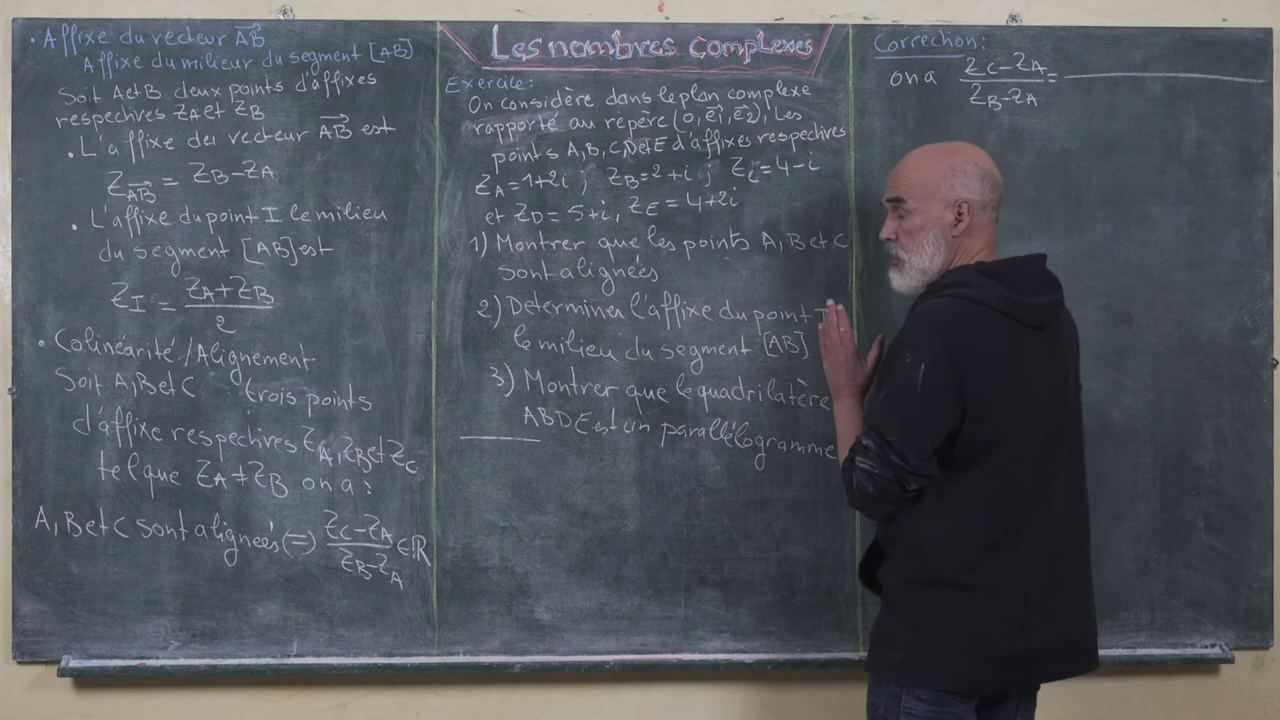 . Affixe du vecteur AB
Affixe du milieur du segment [AB]
Soit A et B deux points d'affixes
respectives ZA et ZB
. L'affixe du vecteur AB est
ZAB = ZB-ZA
. L'affixe du point I le milieu
du segment [AB] est
ZI = (ZA+ZB)/2
. Colinéarité/Alignement
Soit A, B et C trois points
d'affixe respectives ZA, ZB et ZC
tel que ZA ≠ ZB on a :
A, B et C sont alignées (=) (ZC-ZA)/(ZB-ZA) ∈ ℝ
Les nombres complexes
Exercice:
On considère dans le plan complexe
rapporté au repère (0, e1, e2), Les
points A, B, C, D et E d'affixes respectives
ZA = 1+2i ; ZB = 2+i ; ZC = 4-i
et ZD = 5+i, ZE = 4+2i
1) Montrer que les points A, B et C
sont alignées
2) Determiner l'affixe du point I
le milieu du segment [AB]
3) Montrer que le quadrilatère
ABDE est un parallélogramme
Correction:
on a (ZC-ZA)/(ZB-ZA) =